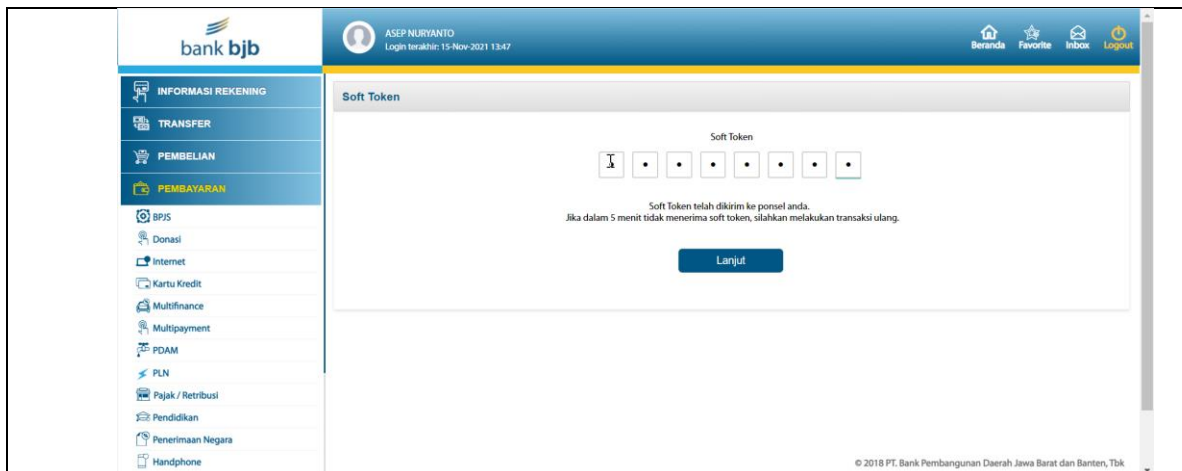 bank bjb
ASEP NURYANTO
Login terakhir: 15-Nov-2021 13:47
Beranda
Favorite
Inbox
Logout
INFORMASI REKENING
TRANSFER
PEMBELIAN
PEMBAYARAN
BPJS
Donasi
Internet
Kartu Kredit
Multifinance
Multipayment
PDAM
PLN
Pajak / Retribusi
Pendidikan
Penerimaan Negara
Handphone
Soft Token
Soft Token
Soft Token telah dikirim ke ponsel anda.
Jika dalam 5 menit tidak menerima soft token, silahkan melakukan transaksi ulang.
Lanjut
© 2018 PT. Bank Pembangunan Daerah Jawa Barat dan Banten, Tbk